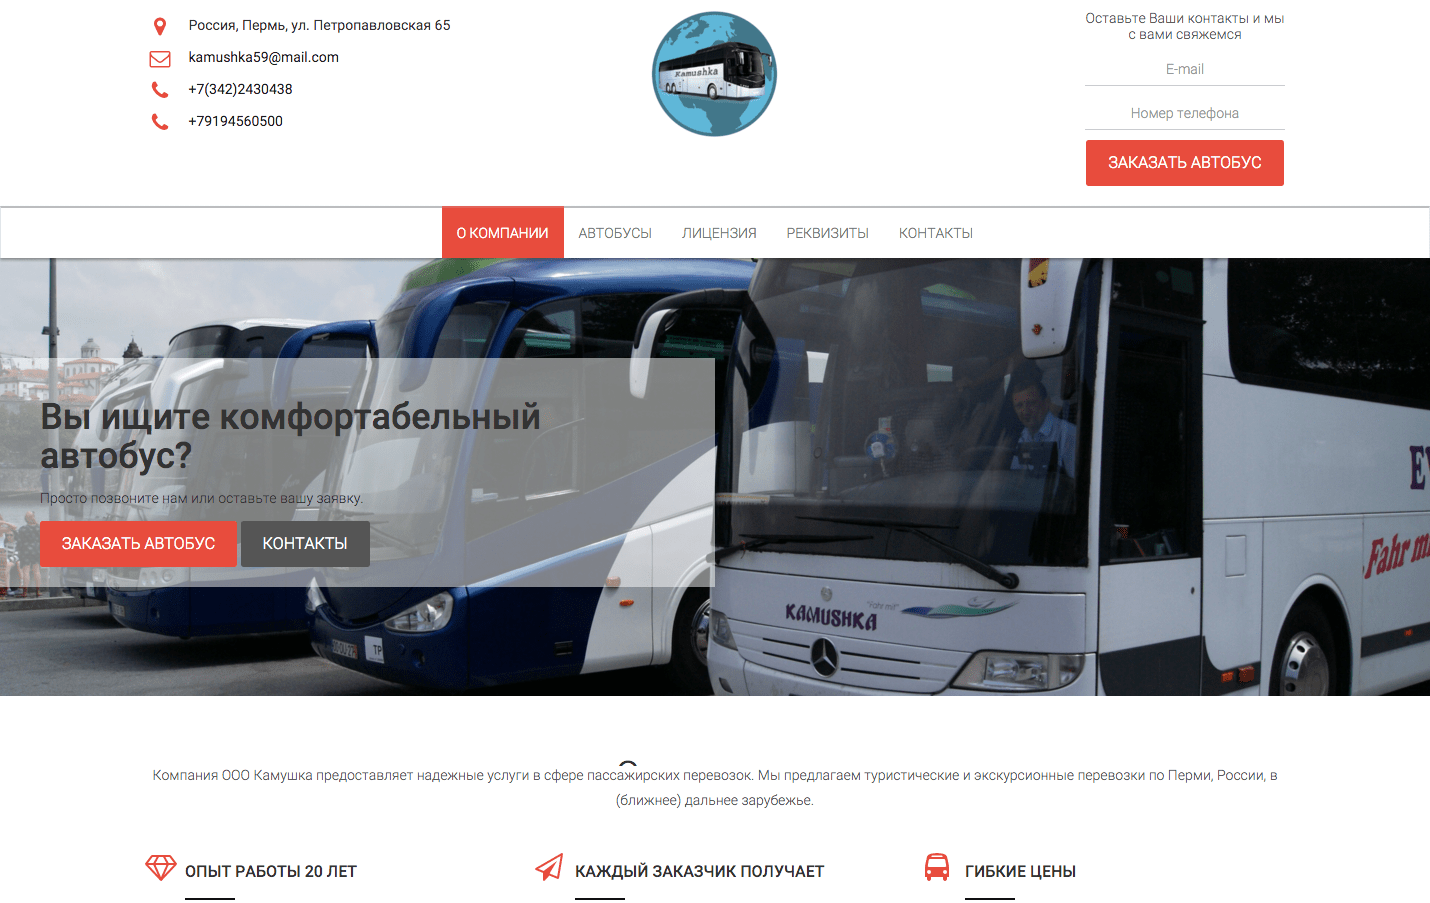 Россия, Пермь, ул. Петропавловская 65
kamushka59@mail.com
+7(342)2430438
+79194560500
Kamushka
Оставьте Ваши контакты и мы
с вами свяжемся
E-mail
Номер телефона
ЗАКАЗАТЬ АВТОБУС
О КОМПАНИИ
АВТОБУСЫ
ЛИЦЕНЗИЯ
РЕКВИЗИТЫ
КОНТАКТЫ
Вы ищите комфортабельный
автобус?
Просто позвоните нам или оставьте вашу заявку.
ЗАКАЗАТЬ АВТОБУС
КОНТАКТЫ
KAMUSHKA
"Fahr mit"
EV
Fahr m
Компания ООО Камушка предоставляет надежные услуги в сфере пассажирских перевозок. Мы предлагаем туристические и экскурсионные перевозки по Перми, России, в
(ближнее) дальнее зарубежье.
ОПЫТ РАБОТЫ 20 ЛЕТ
КАЖДЫЙ ЗАКАЗЧИК ПОЛУЧАЕТ
ГИБКИЕ ЦЕНЫ